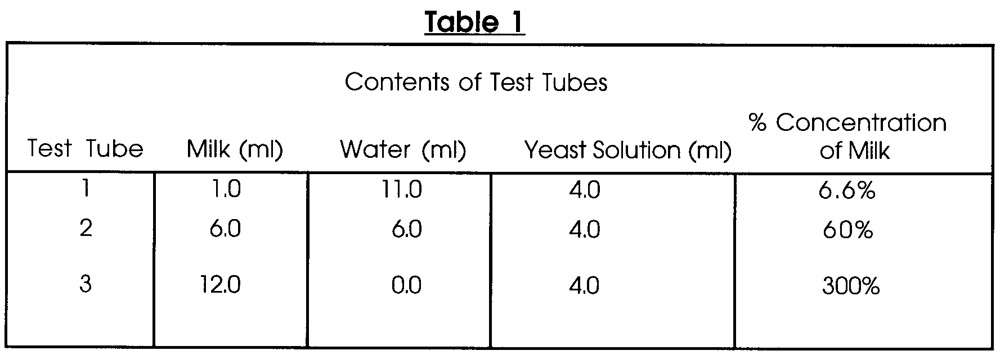 Table 1
Contents of Test Tubes
Test Tube Milk (ml) Water (ml) Yeast Solution (ml) % Concentration of Milk
1 1.0 11.0 4.0 6.6%
2 6.0 6.0 4.0 60%
3 12.0 0.0 4.0 300%